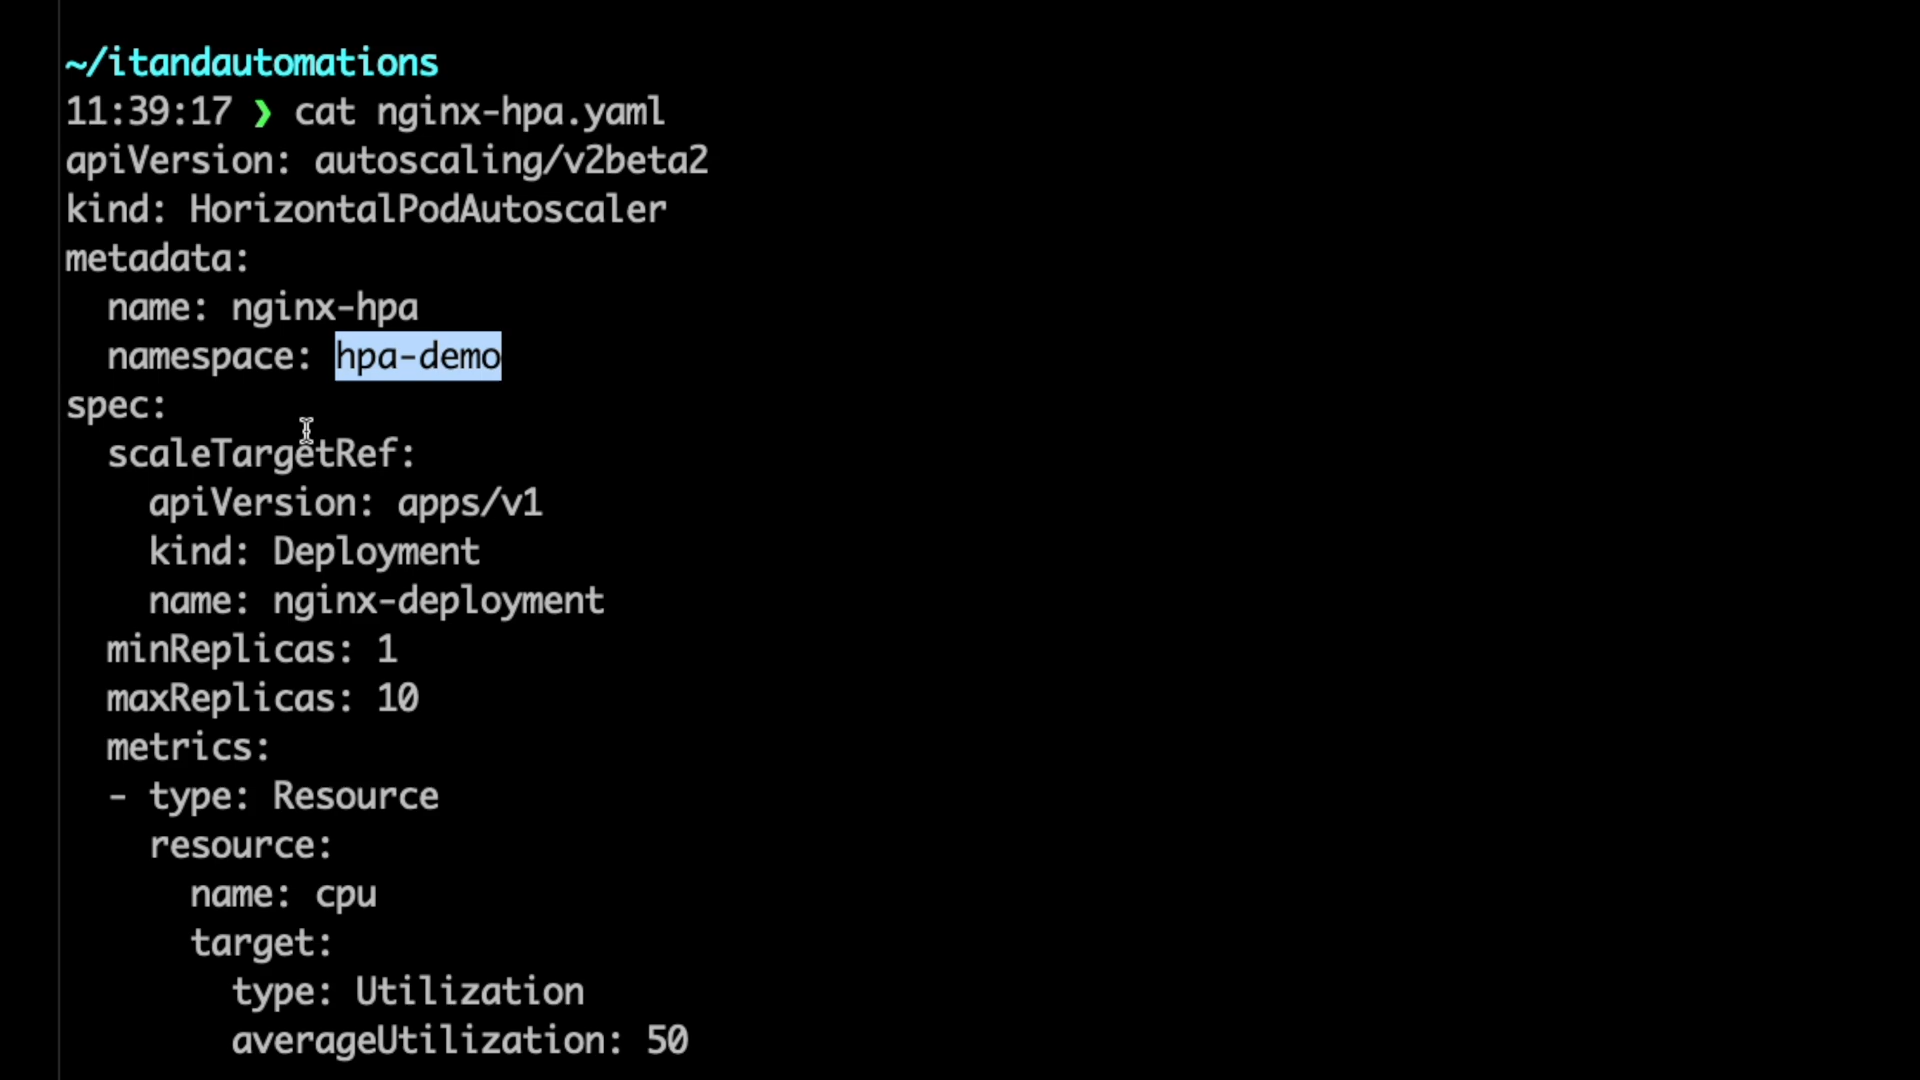 ~/itandautomations
11:39:17 ❯ cat nginx-hpa.yaml
apiVersion: autoscaling/v2beta2
kind: HorizontalPodAutoscaler
metadata:
  name: nginx-hpa
  namespace: hpa-demo
spec:
  scaleTargetRef:
    apiVersion: apps/v1
    kind: Deployment
    name: nginx-deployment
  minReplicas: 1
  maxReplicas: 10
  metrics:
  - type: Resource
    resource:
      name: cpu
      target:
        type: Utilization
        averageUtilization: 50